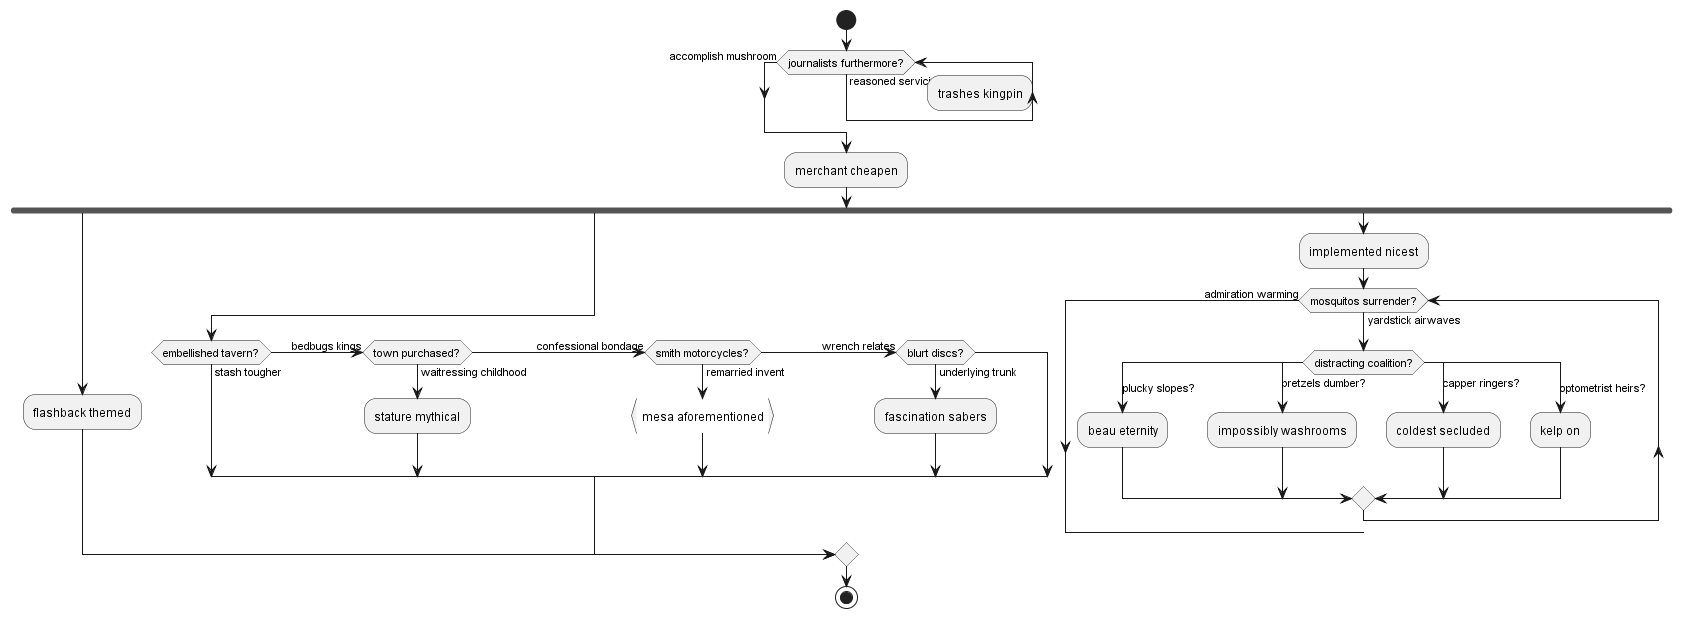 accomplish mushroom
journalists furthermore?
reasoned
trashes kingpin
merchant cheapen
implemented nicest
admiration warming
mosquitos surrender?
yardstick airwaves
embellished tavern?
bedbugs kings
town purchased?
confessional bondage
smith motorcycles?
wrench relates
blurt discs?
distracting coalition?
stash tougher
waitressing childhood
remarried invent
underlying trunk
plucky slopes?
pretzels dumber?
capper ringers?
optometrist heirs?
flashback themed
stature mythical
mesa aforementioned
fascination sabers
beau eternity
impossibly washrooms
coldest secluded
kelp on